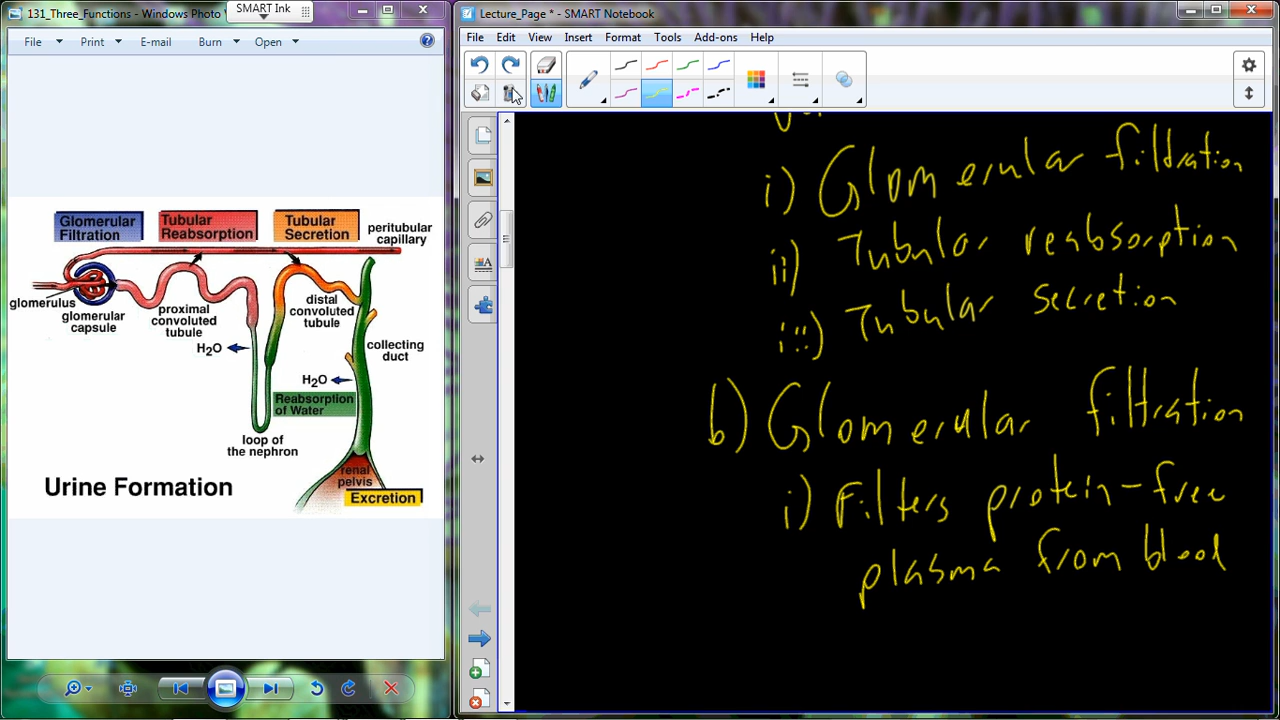 131_Three_Functions - Windows Photo
SMART Ink
File Print E-mail Burn Open
Glomerular Filtration
Tubular Reabsorption
Tubular Secretion
peritubular capillary
glomerulus
glomerular capsule
proximal convoluted tubule
distal convoluted tubule
H2O
collecting duct
H2O
Reabsorption of Water
loop of the nephron
renal pelvis
Excretion
Urine Formation
Lecture_Page * - SMART Notebook
File Edit View Insert Format Tools Add-ons Help
i) Glomerular filtration
ii) Tubular reabsorption
iii) Tubular secretion
b) Glomerular filtration
i) Filters protein-free
plasma from blood